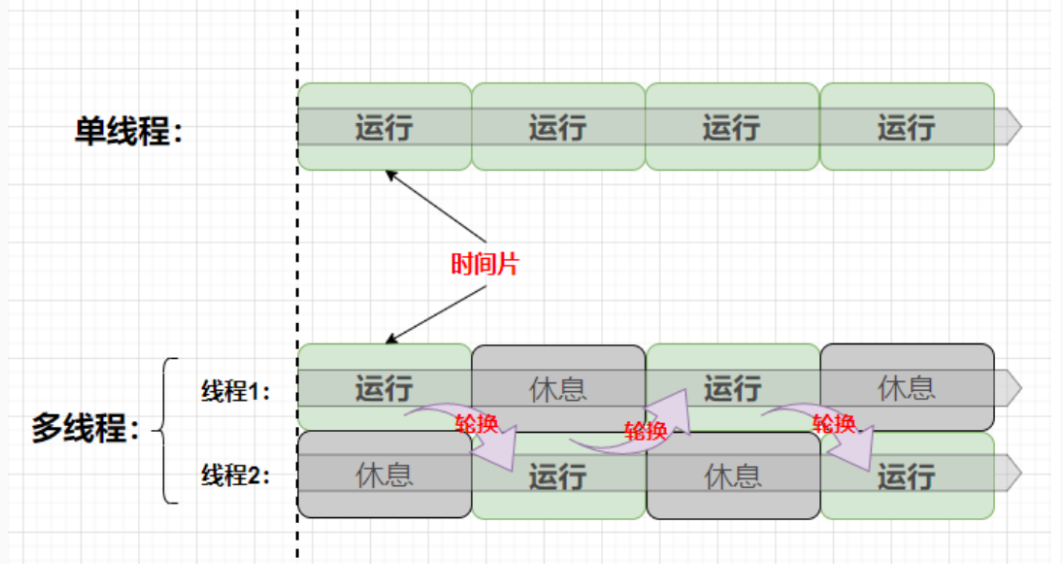 单线程：
运行 运行 运行 运行
时间片
多线程：
线程1：
运行 休息 运行 休息
轮换 轮换 轮换
线程2：
休息 运行 休息 运行